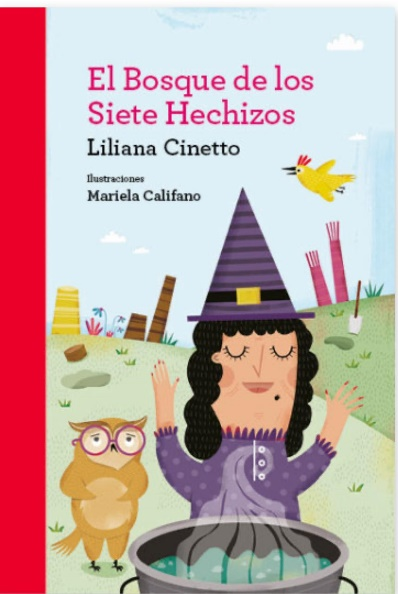 El Bosque de los
Siete Hechizos
Liliana Cinetto
Ilustraciones
Mariela Califano